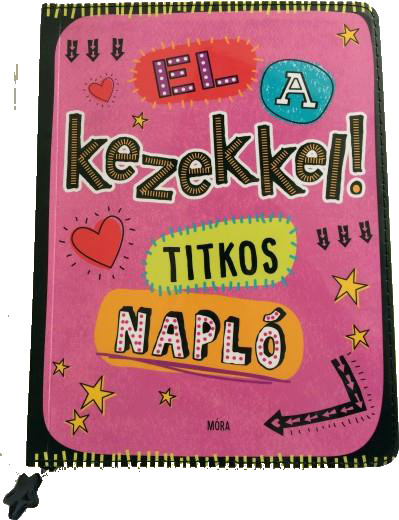 EL A
kezekkel!
TITKOS
NAPLÓ
MÓRA